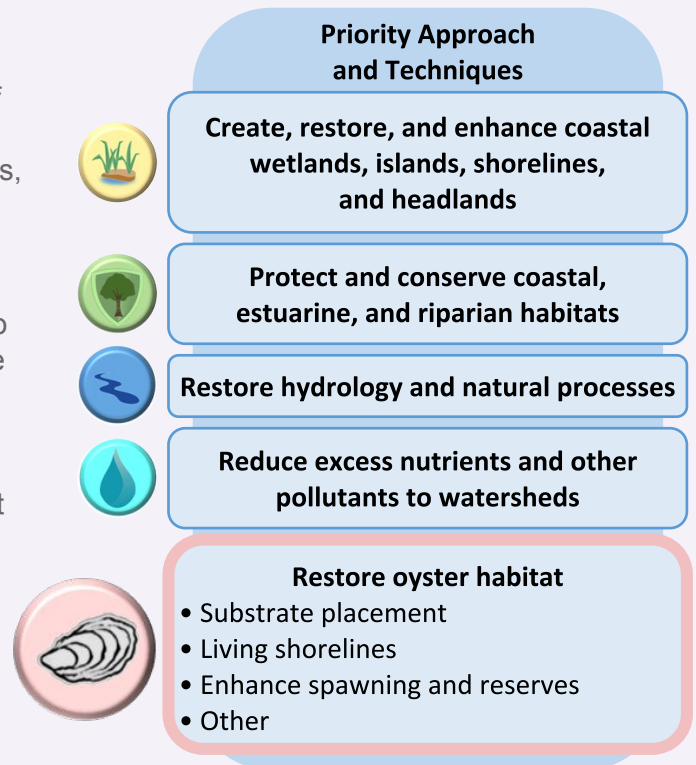 Priority Approach
and Techniques
Create, restore, and enhance coastal
wetlands, islands, shorelines,
and headlands
Protect and conserve coastal,
estuarine, and riparian habitats
Restore hydrology and natural processes
Reduce excess nutrients and other
pollutants to watersheds
Restore oyster habitat
• Substrate placement
• Living shorelines
• Enhance spawning and reserves
• Other